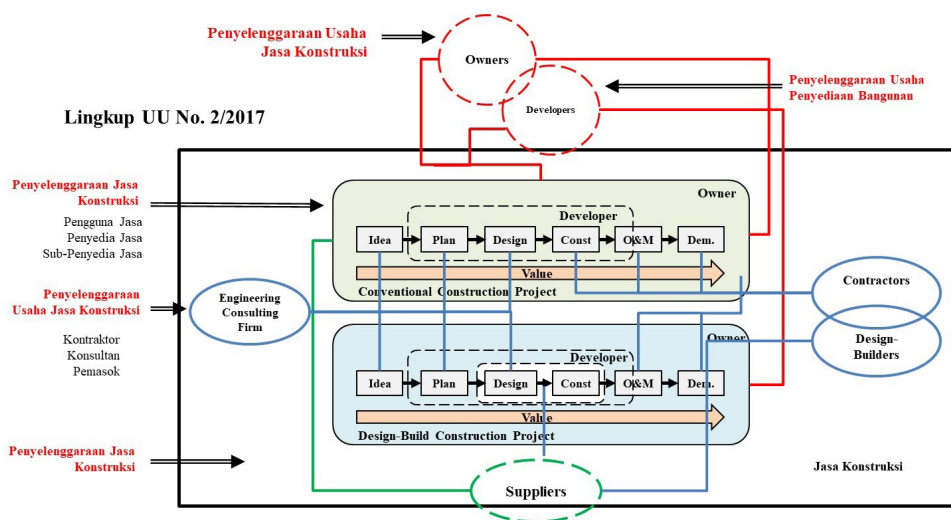 Penyelenggaraan Usaha
Jasa Konstruksi
Owners
Developers
Penyelenggaraan Usaha
Penyediaan Bangunan
Lingkup UU No. 2/2017
Penyelenggaraan Jasa
Konstruksi
Pengguna Jasa
Penyedia Jasa
Sub-Penyedia Jasa
Owner
Developer
Idea
Plan
Design
Const
O&M
Dem.
Value
Conventional Construction Project
Penyelenggaraan
Usaha Jasa Konstruksi
Kontraktor
Konsultan
Pemasok
Engineering
Consulting
Firm
Contractors
Design-
Builders
Owner
Developer
Idea
Plan
Design
Const
O&M
Dem.
Value
Design-Build Construction Project
Penyelenggaraan Jasa
Konstruksi
Suppliers
Jasa Konstruksi